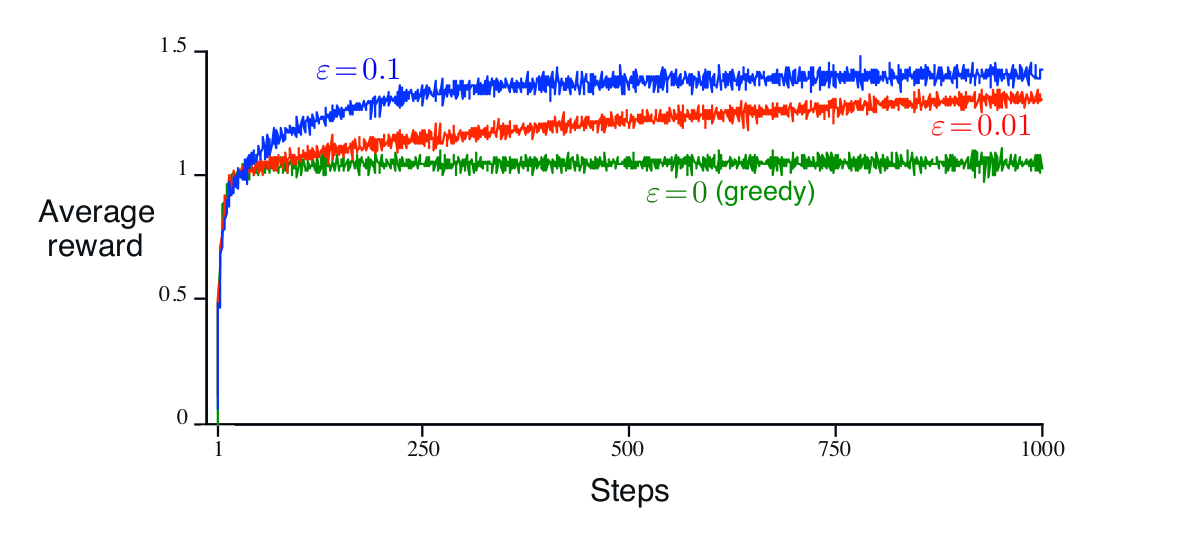 1.5
ε = 0.1
ε = 0.01
1
ε = 0 (greedy)
Average
reward
0.5
0
1 250 500 750 1000
Steps